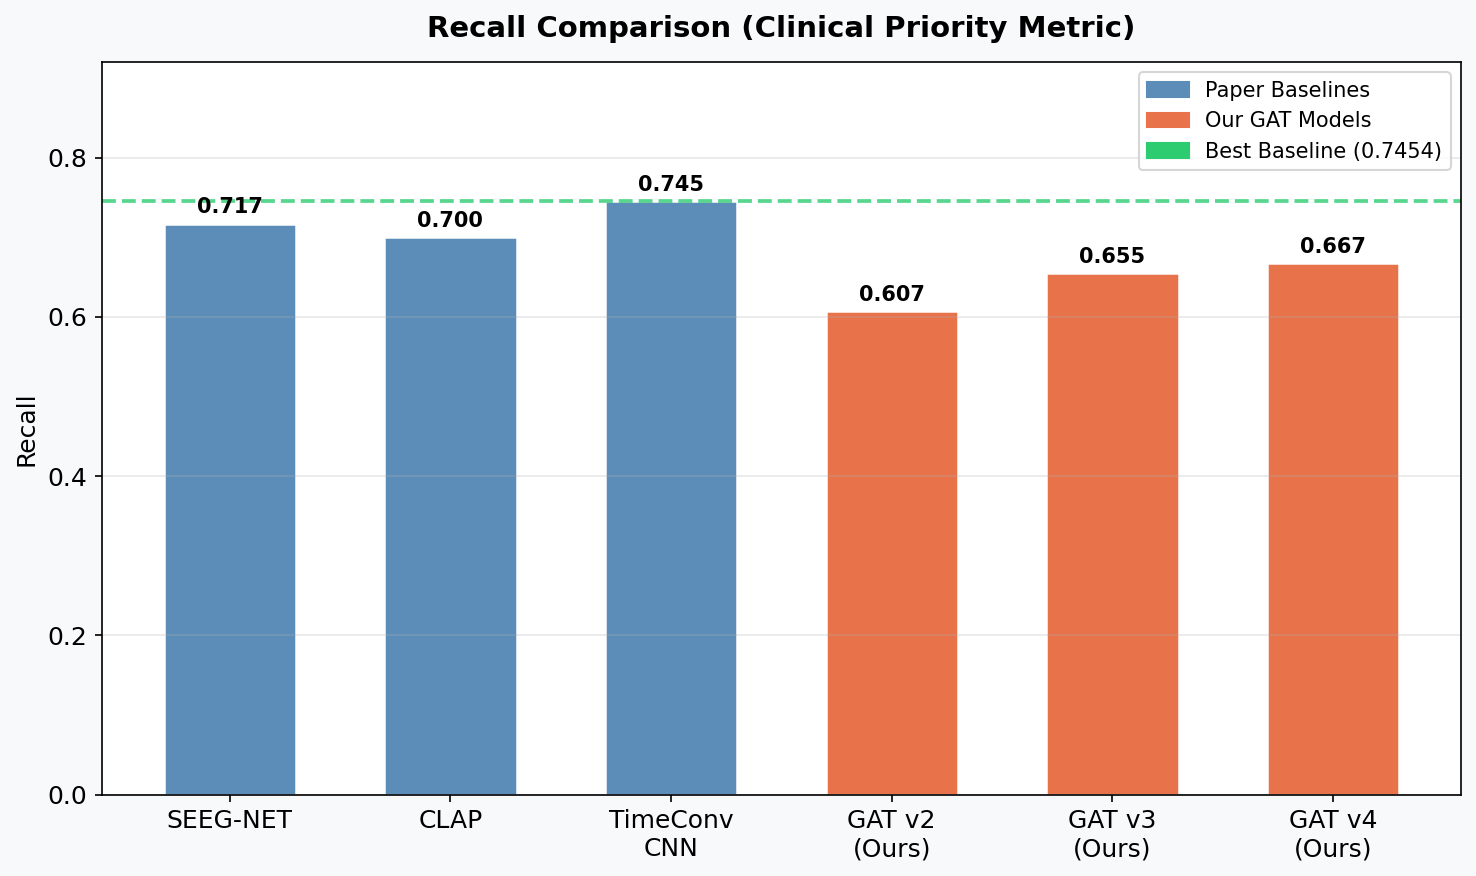 Recall Comparison (Clinical Priority Metric)
Paper Baselines
Our GAT Models
Best Baseline (0.7454)
Recall
0.8
0.6
0.4
0.2
0.0
0.717
0.700
0.745
0.607
0.655
0.667
SEEG-NET
CLAP
TimeConv
CNN
GAT v2
(Ours)
GAT v3
(Ours)
GAT v4
(Ours)